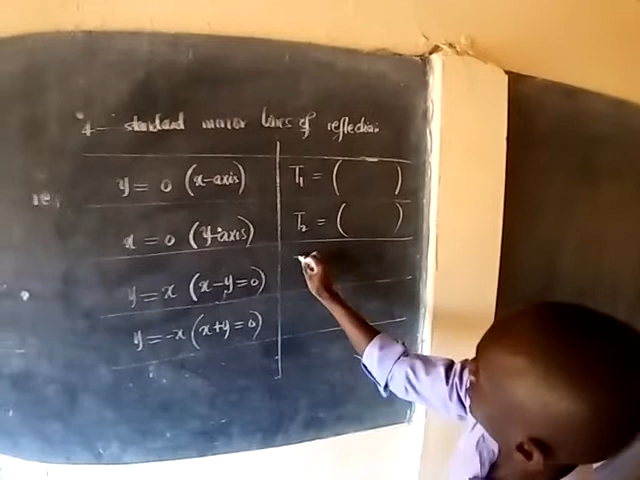 4 - standard mirror lines of reflection
y = 0 (x-axis) T₁ = ( )
x = 0 (y-axis) T₂ = ( )
y = x (x-y=0)
y = -x (x+y=0)